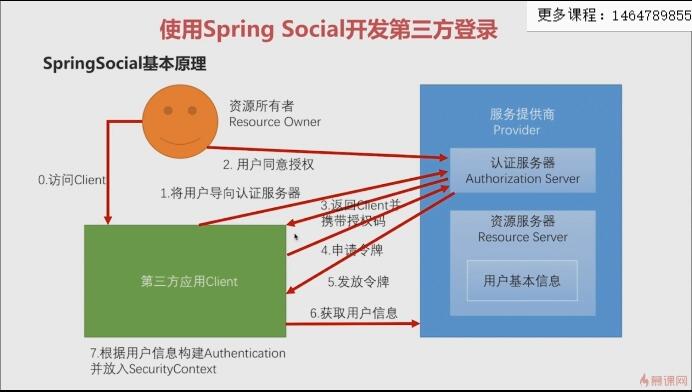 更多课程：1464789855
使用Spring Social开发第三方登录
SpringSocial基本原理
资源所有者
Resource Owner
服务提供商
Provider
0.访问Client
2. 用户同意授权
认证服务器
Authorization Server
1.将用户导向认证服务器
3.返回Client并
携带授权码
资源服务器
Resource Server
4.申请令牌
用户基本信息
第三方应用Client
5.发放令牌
6.获取用户信息
7.根据用户信息构建Authentication
并放入SecurityContext
慕课网